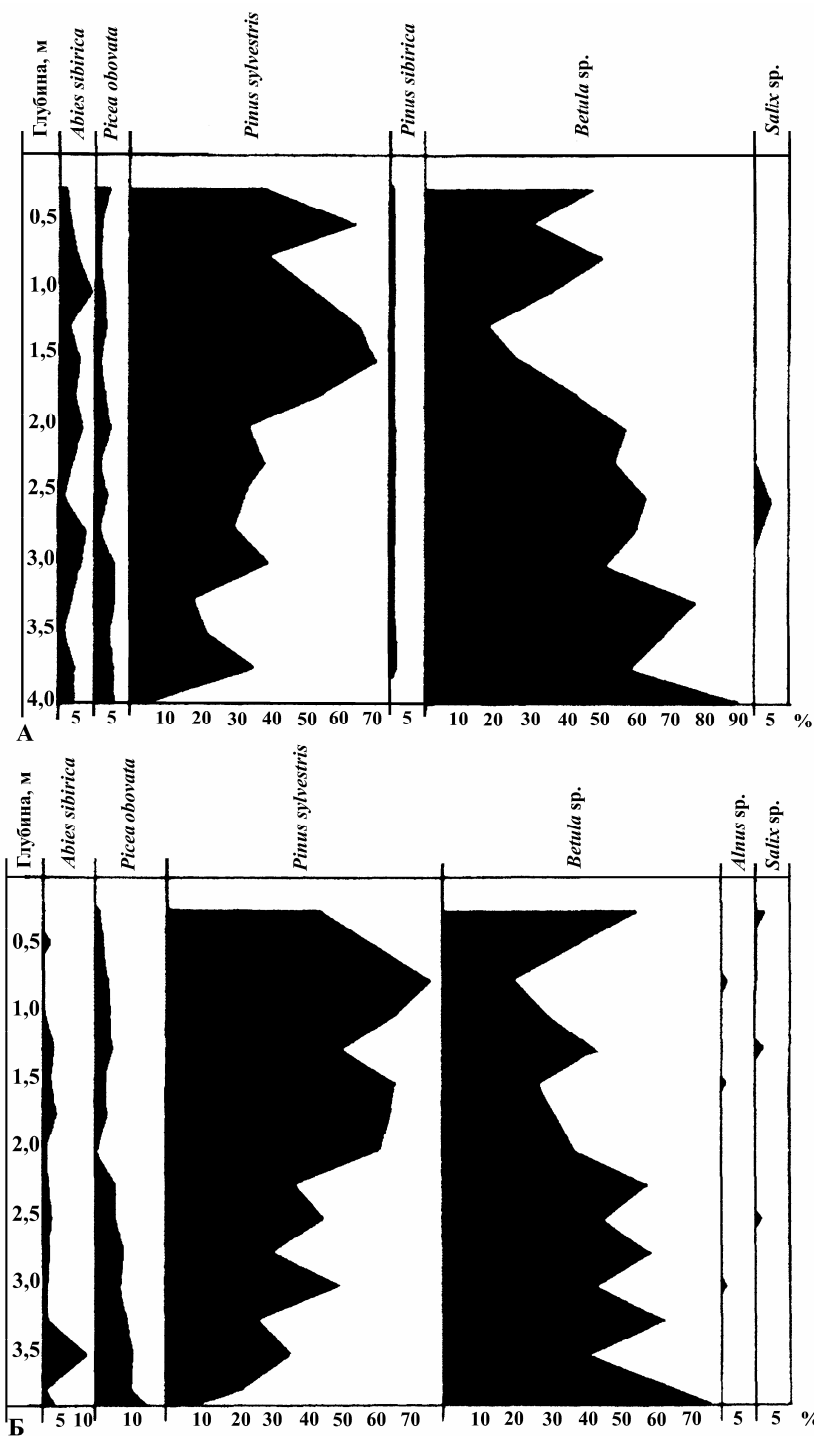 Глубина, м
Abies sibirica
Picea obovata
Pinus sylvestris
Pinus sibirica
Betula sp.
Salix sp.
0,5
1,0
1,5
2,0
2,5
3,0
3,5
4,0
5 5 10 20 30 40 50 60 70 5 10 20 30 40 50 60 70 80 90 5 %
А
Глубина, м
Abies sibirica
Picea obovata
Pinus sylvestris
Betula sp.
Alnus sp.
Salix sp.
0,5
1,0
1,5
2,0
2,5
3,0
3,5
5 10 10 10 20 30 40 50 60 70 10 20 30 40 50 60 70 5 5 %
Б